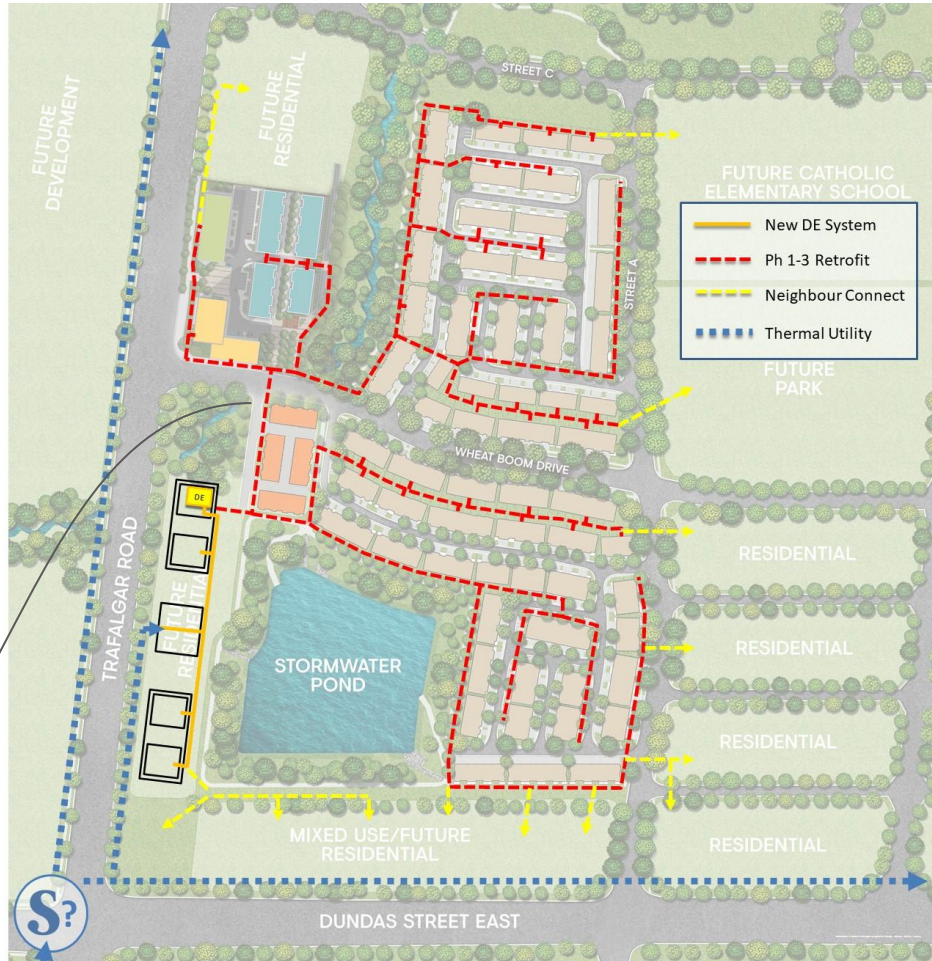 STREET C
FUTURE
DEVELOPMENT
FUTURE
RESIDENTIAL
FUTURE CATHOLIC
ELEMENTARY SCHOOL
New DE System
Ph 1-3 Retrofit
Neighbour Connect
Thermal Utility
STREET A
FUTURE
PARK
WHEAT BOOM DRIVE
DE
TRAFALGAR ROAD
FUTURE
RESIDENTIAL
STORMWATER
POND
RESIDENTIAL
RESIDENTIAL
RESIDENTIAL
RESIDENTIAL
MIXED USE/FUTURE
RESIDENTIAL
S?
DUNDAS STREET EAST